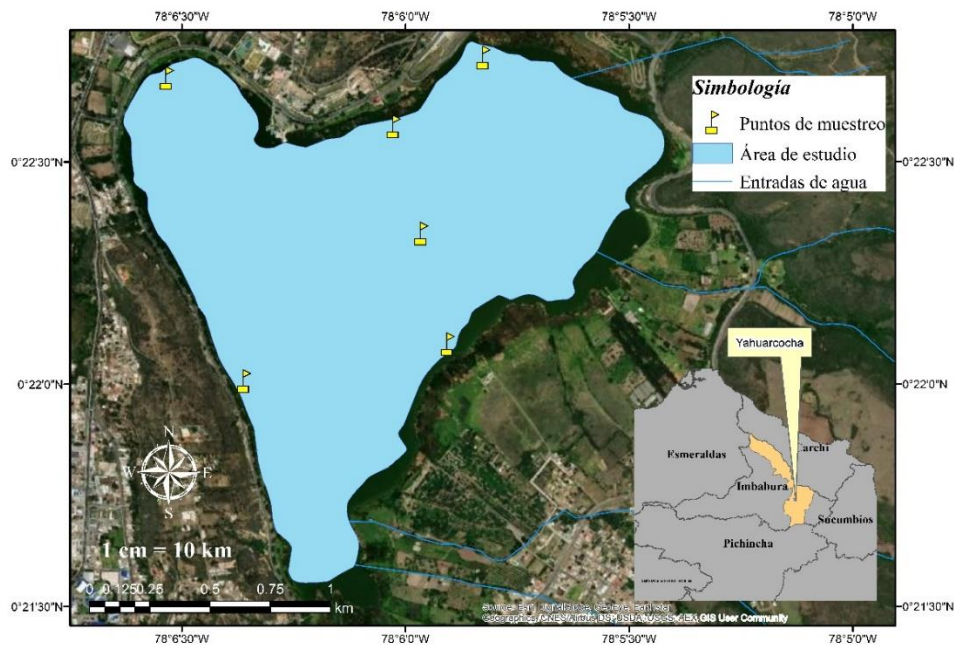 78°6'30"W 78°6'0"W 78°5'30"W 78°5'0"W
Simbología
Puntos de muestreo
Área de estudio
Entradas de agua
0°22'30"N 0°22'30"N
Yahuarcocha
0°22'0"N 0°22'0"N
N
W E
S
Esmeraldas
archi
Imbabura
Sucumbios
Pichincha
1 cm = 10 km
0 0.125 0.25 0.5 0.75 1
km
GIS User Community
0°21'30"N 0°21'30"N
78°6'30"W 78°6'0"W 78°5'30"W 78°5'0"W